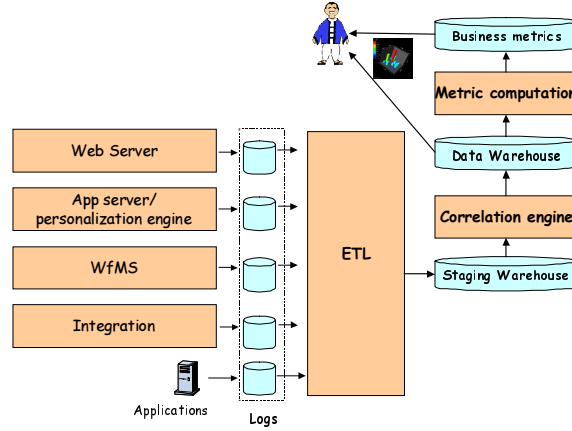 Business metrics
Metric computation
Web Server
Data Warehouse
App server/
personalization engine
Correlation engine
ETL
WfMS
Staging Warehouse
Integration
Applications
Logs